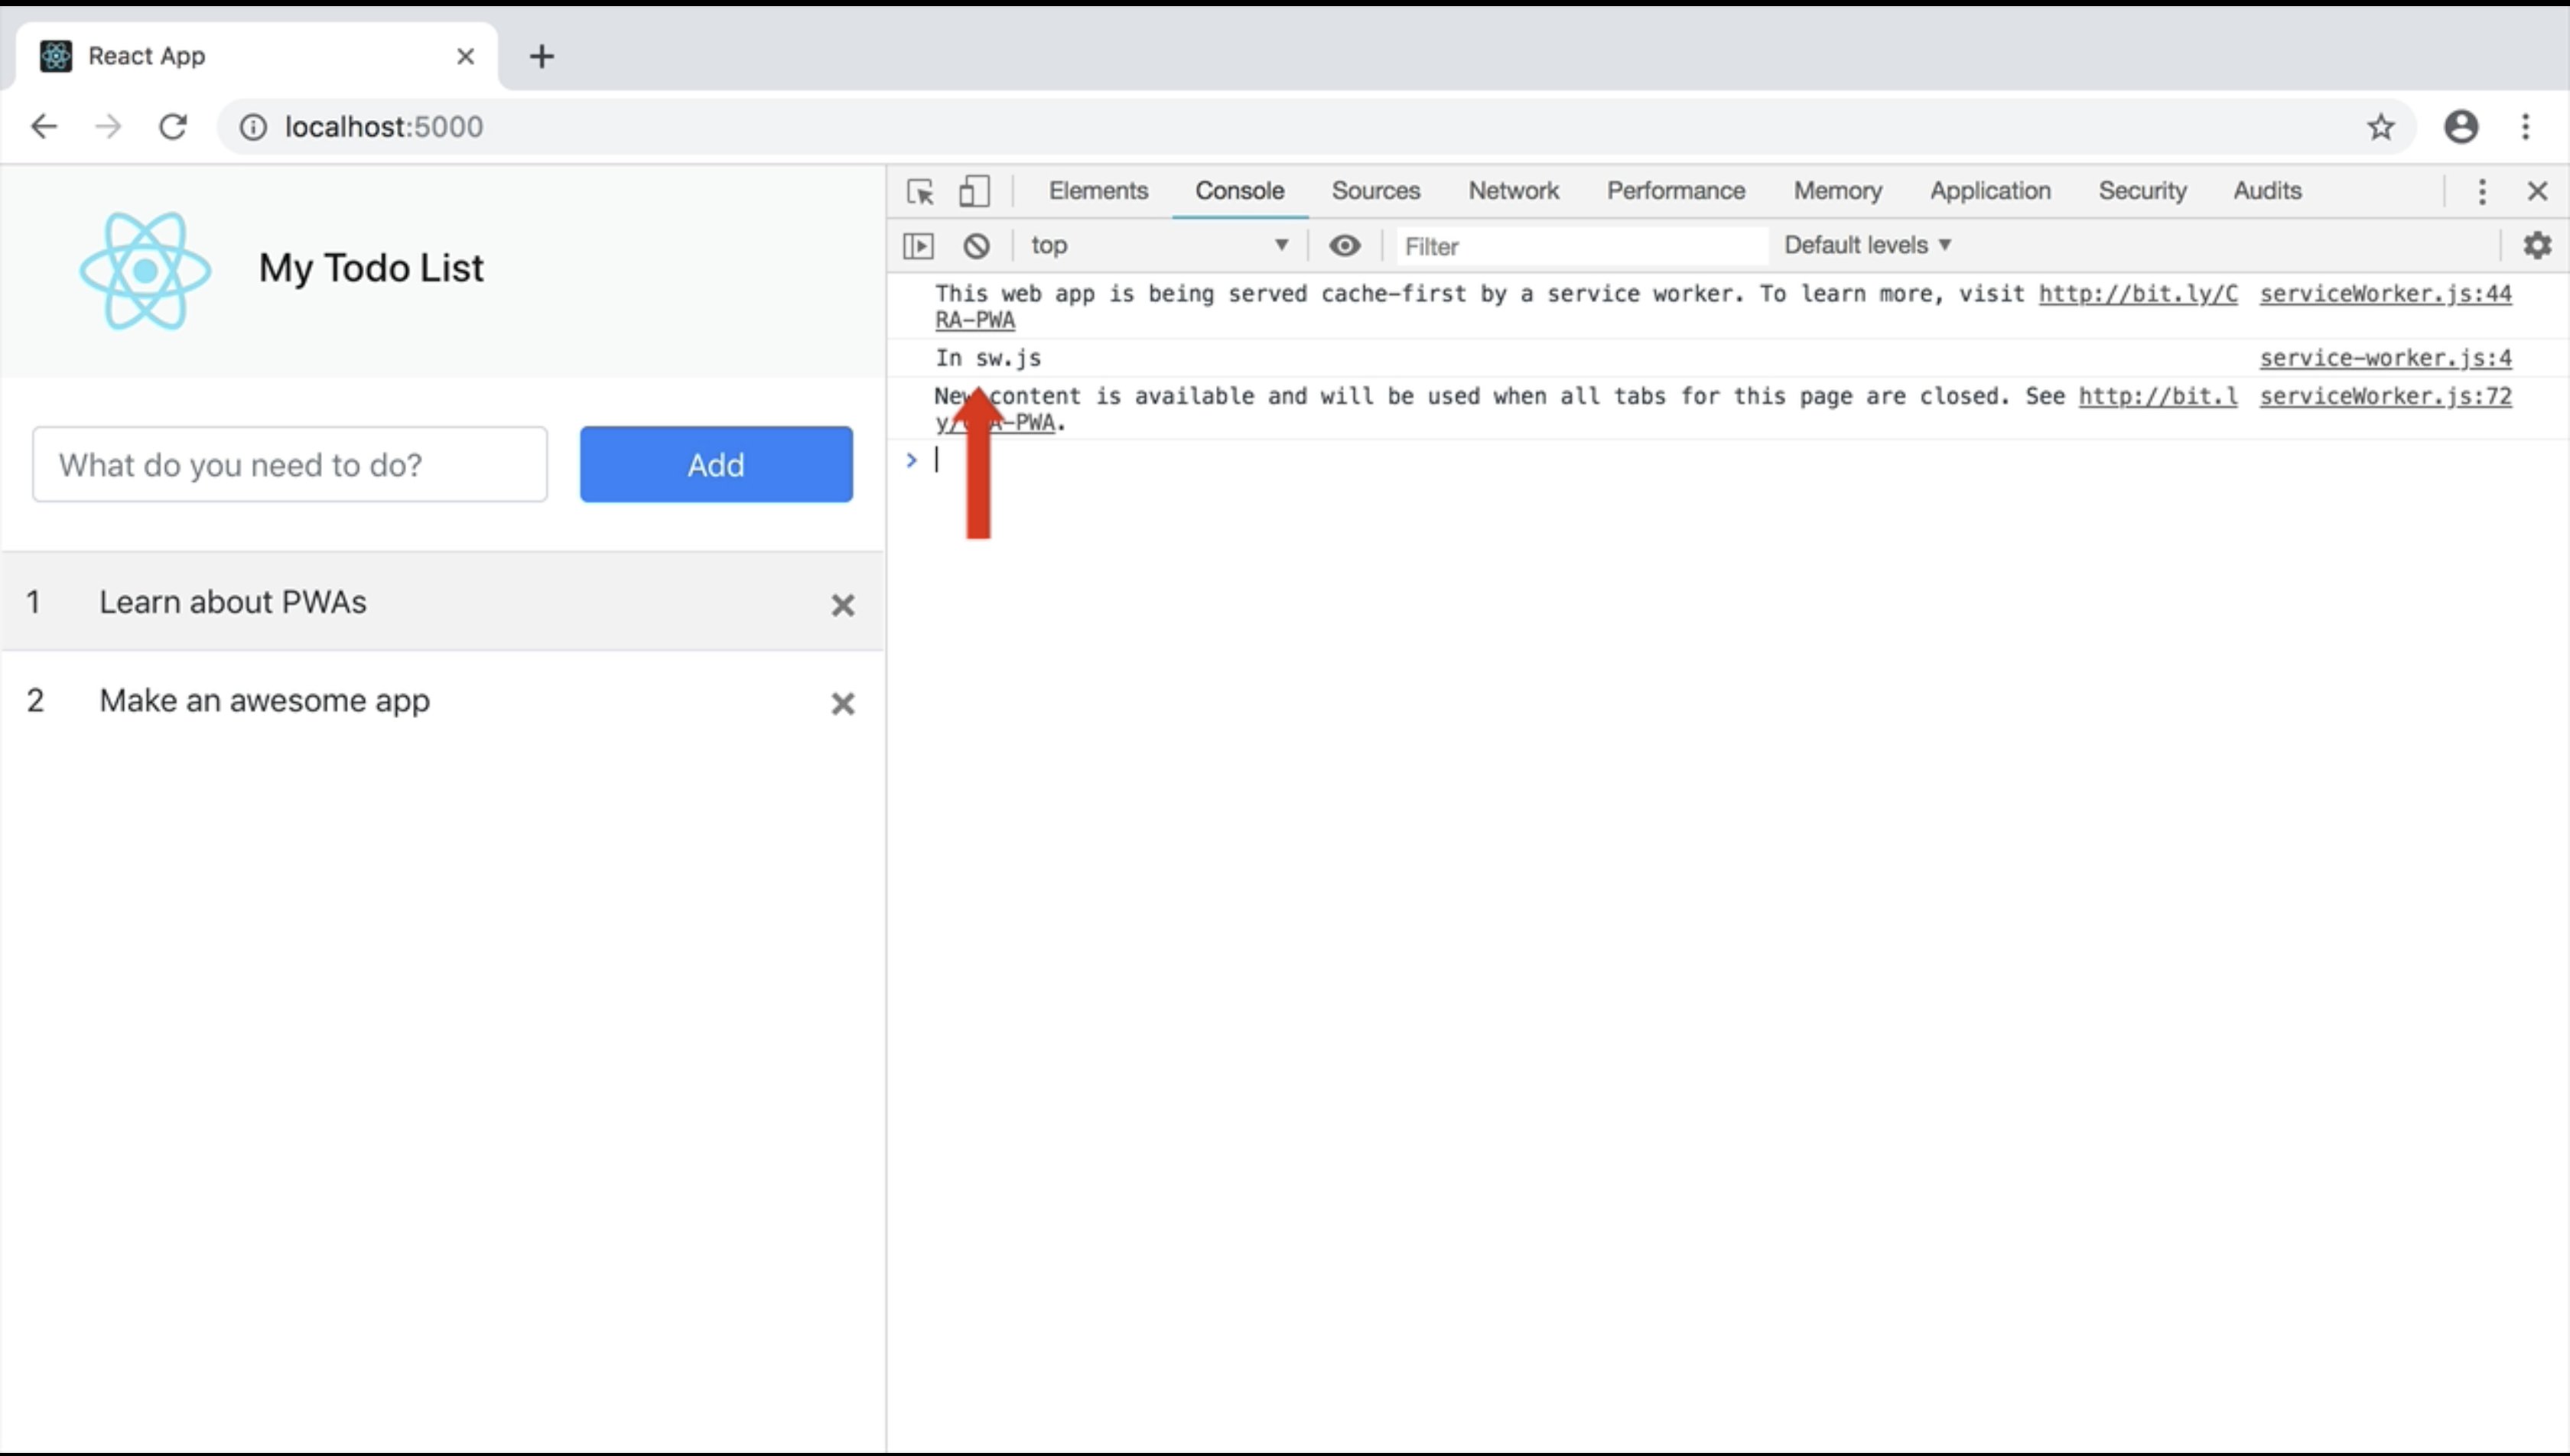 React App
localhost:5000
My Todo List
What do you need to do?
Add
1 Learn about PWAs
2 Make an awesome app
Elements Console Sources Network Performance Memory Application Security Audits
top Filter Default levels
This web app is being served cache-first by a service worker. To learn more, visit http://bit.ly/C serviceWorker.js:44
RA-PWA
In sw.js service-worker.js:4
New content is available and will be used when all tabs for this page are closed. See http://bit.l serviceWorker.js:72
y/CRA-PWA.